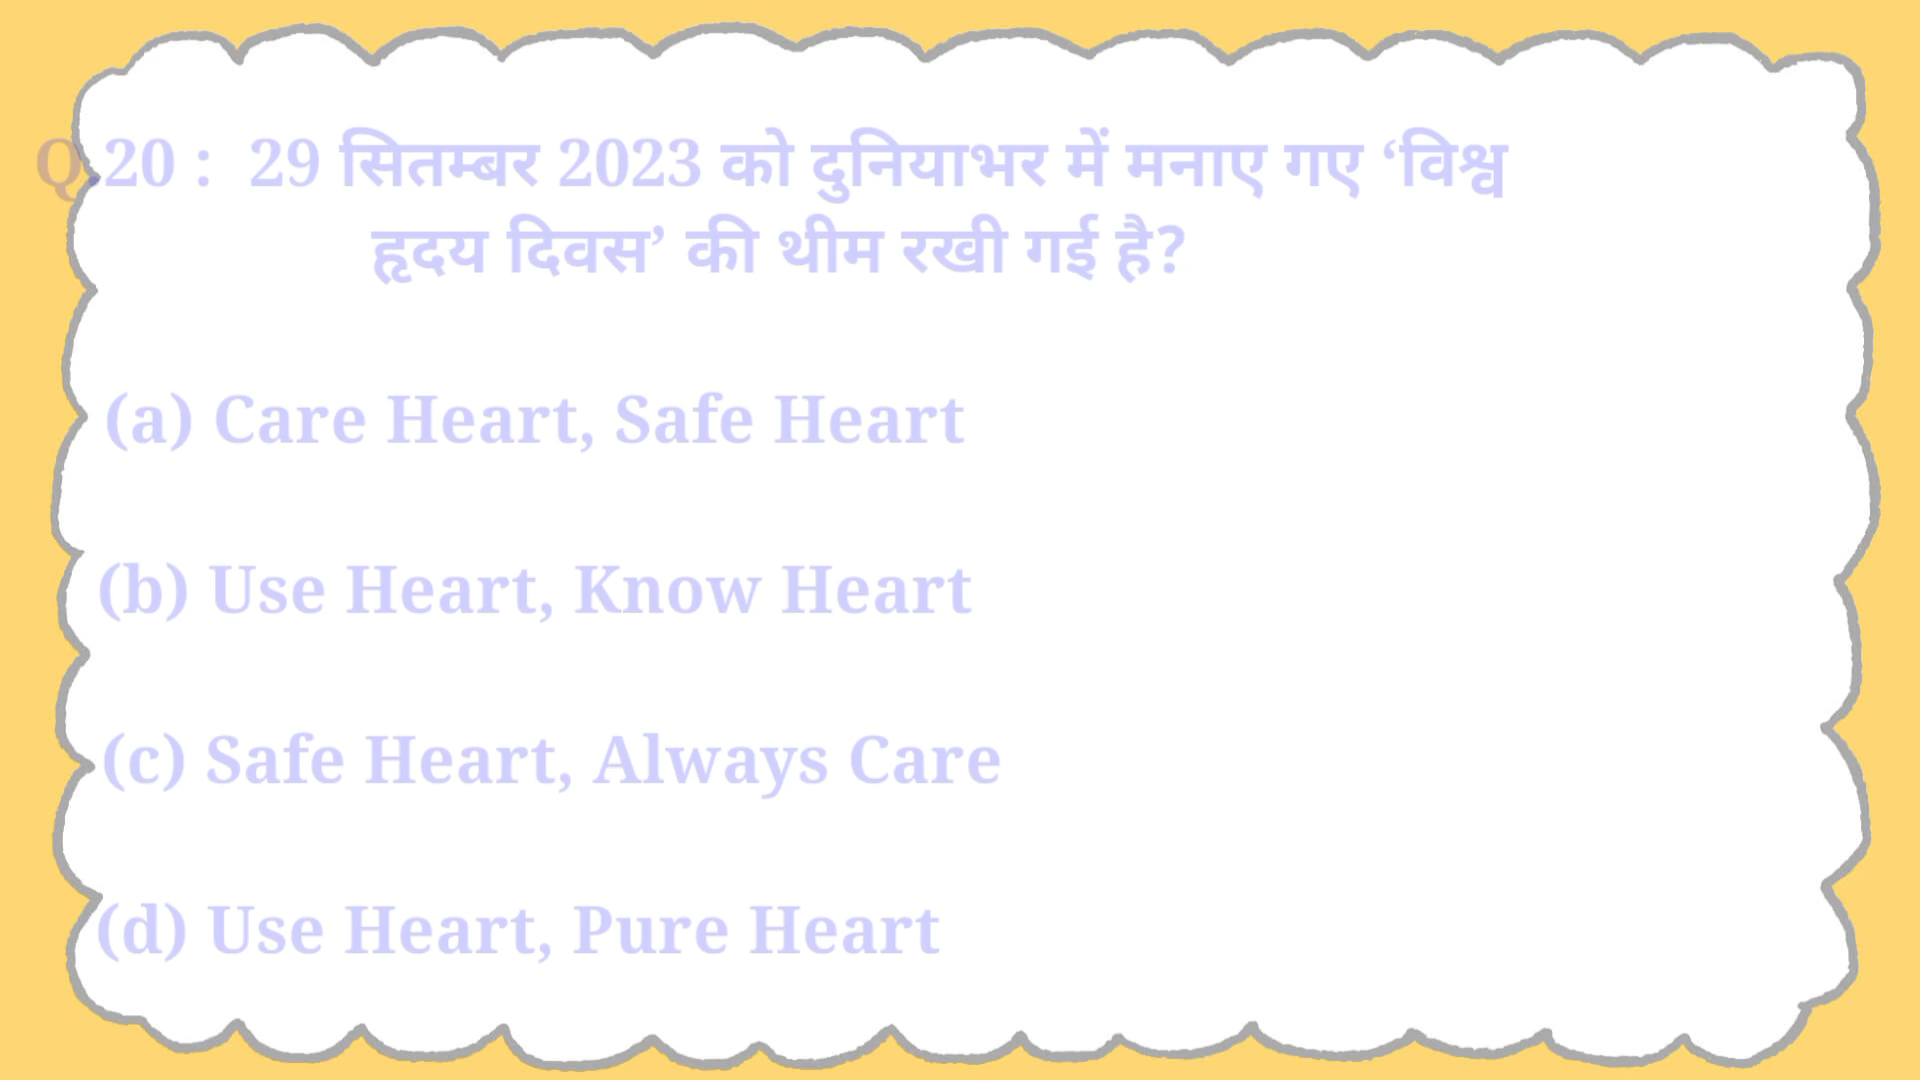 Q 20 : 29 सितम्बर 2023 को दुनियाभर में मनाए गए ‘विश्व
हृदय दिवस’ की थीम रखी गई है?
(a) Care Heart, Safe Heart
(b) Use Heart, Know Heart
(c) Safe Heart, Always Care
(d) Use Heart, Pure Heart